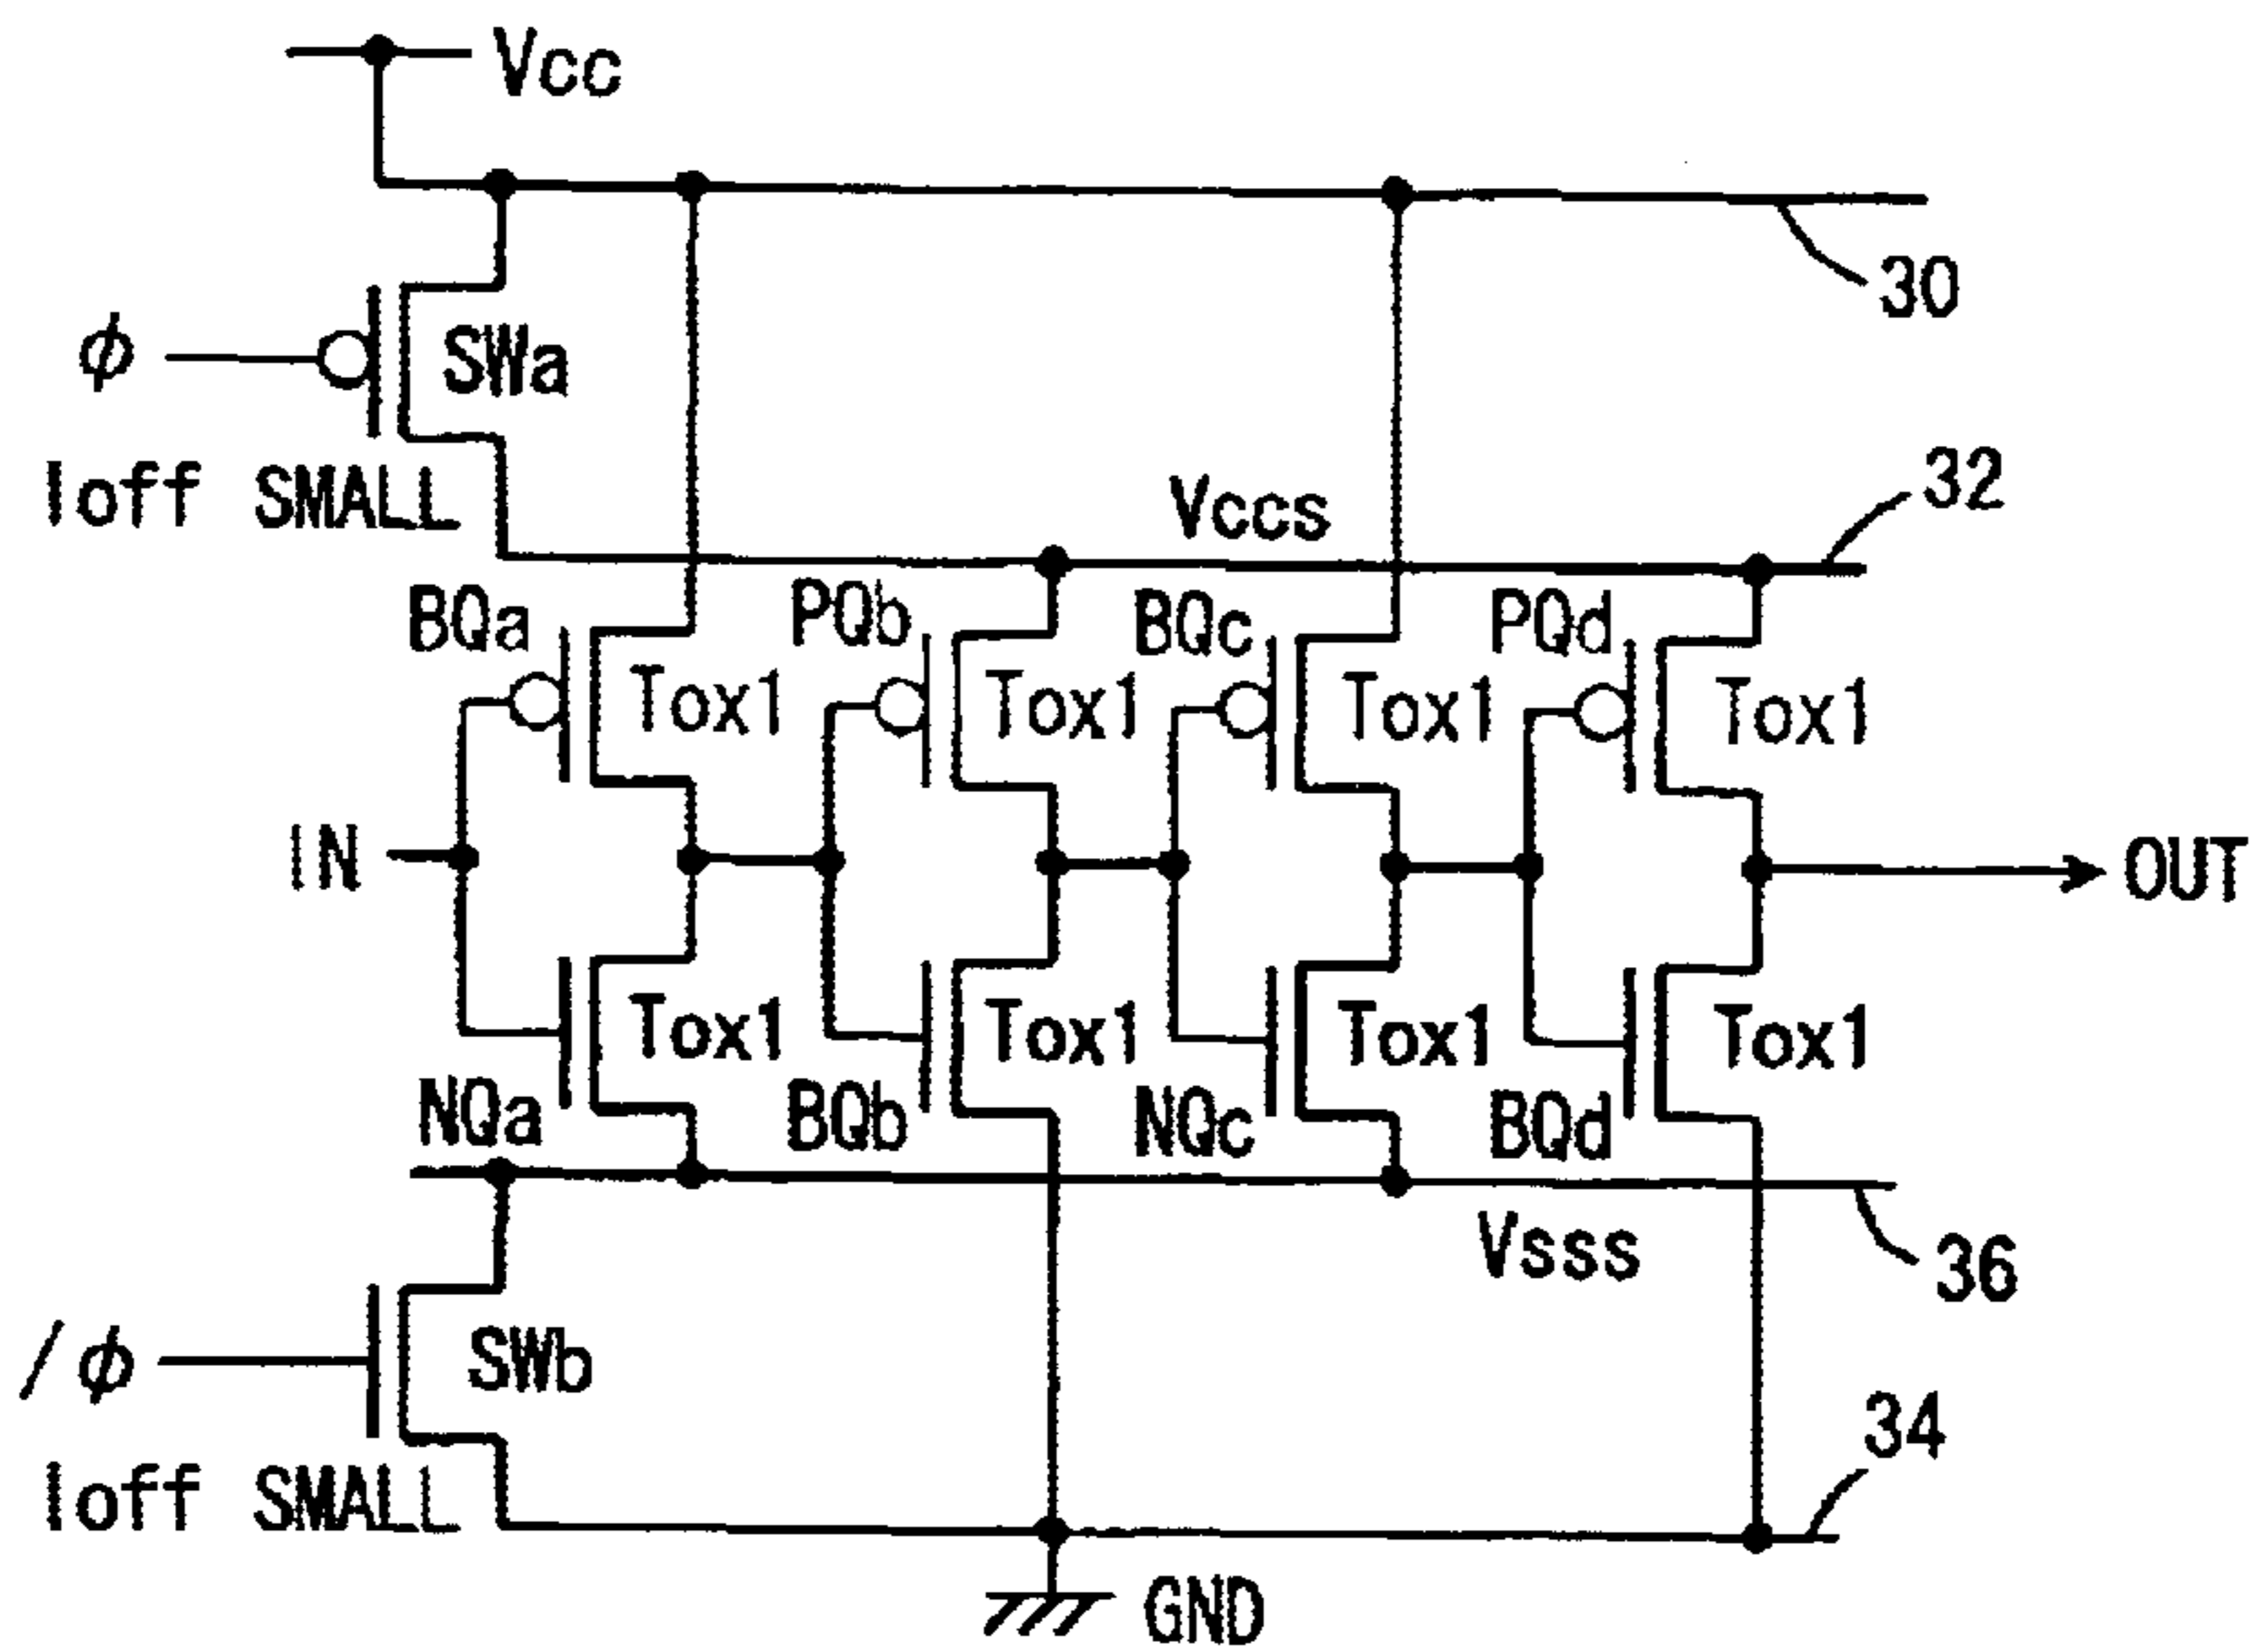 Vcc
30
ϕ
SWa
Ioff SMALL
Vccs
32
BQa
PQb
BQc
PQd
Tox1
Tox1
Tox1
Tox1
IN
OUT
Tox1
Tox1
Tox1
Tox1
NQa
BQb
NQc
BQd
Vsss
36
/ϕ
SWb
34
Ioff SMALL
GND